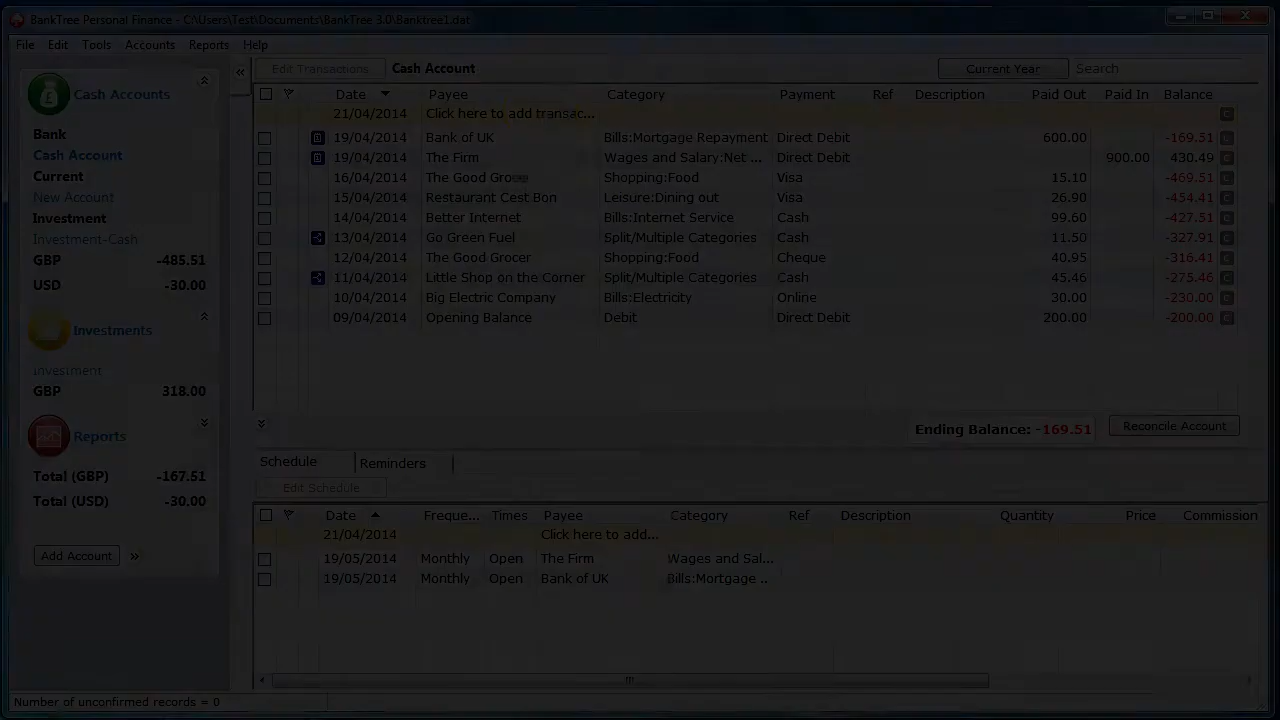 BankTree Personal Finance - C:\Users\Test\Documents\BankTree 3.0\Banktree1.dat
File Edit Tools Accounts Reports Help
Cash Accounts
Bank
Cash Account
Current
New Account
Investment
Investment-Cash
GBP -485.51
USD -30.00
Investments
Investment
GBP 318.00
Reports
Total (GBP) -167.51
Total (USD) -30.00
Add Account »
Edit Transactions Cash Account Current Year Search
Date Payee Category Payment Ref Description Paid Out Paid In Balance
21/04/2014 Click here to add transac...
19/04/2014 Bank of UK Bills:Mortgage Repayment Direct Debit 600.00 -169.51
19/04/2014 The Firm Wages and Salary:Net ... Direct Debit 900.00 430.49
16/04/2014 The Good Grocer Shopping:Food Visa 15.10 -469.51
15/04/2014 Restaurant Cest Bon Leisure:Dining out Visa 26.90 -454.41
14/04/2014 Better Internet Bills:Internet Service Cash 99.60 -427.51
13/04/2014 Go Green Fuel Split/Multiple Categories Cash 11.50 -327.91
12/04/2014 The Good Grocer Shopping:Food Cheque 40.95 -316.41
11/04/2014 Little Shop on the Corner Split/Multiple Categories Cash 45.46 -275.46
10/04/2014 Big Electric Company Bills:Electricity Online 30.00 -230.00
09/04/2014 Opening Balance Debit Direct Debit 200.00 -200.00
Ending Balance: -169.51 Reconcile Account
Schedule Reminders
Edit Schedule
Date Freque... Times Payee Category Ref Description Quantity Price Commission
21/04/2014 Click here to add...
19/05/2014 Monthly Open The Firm Wages and Sal...
19/05/2014 Monthly Open Bank of UK Bills:Mortgage ..
Number of unconfirmed records = 0